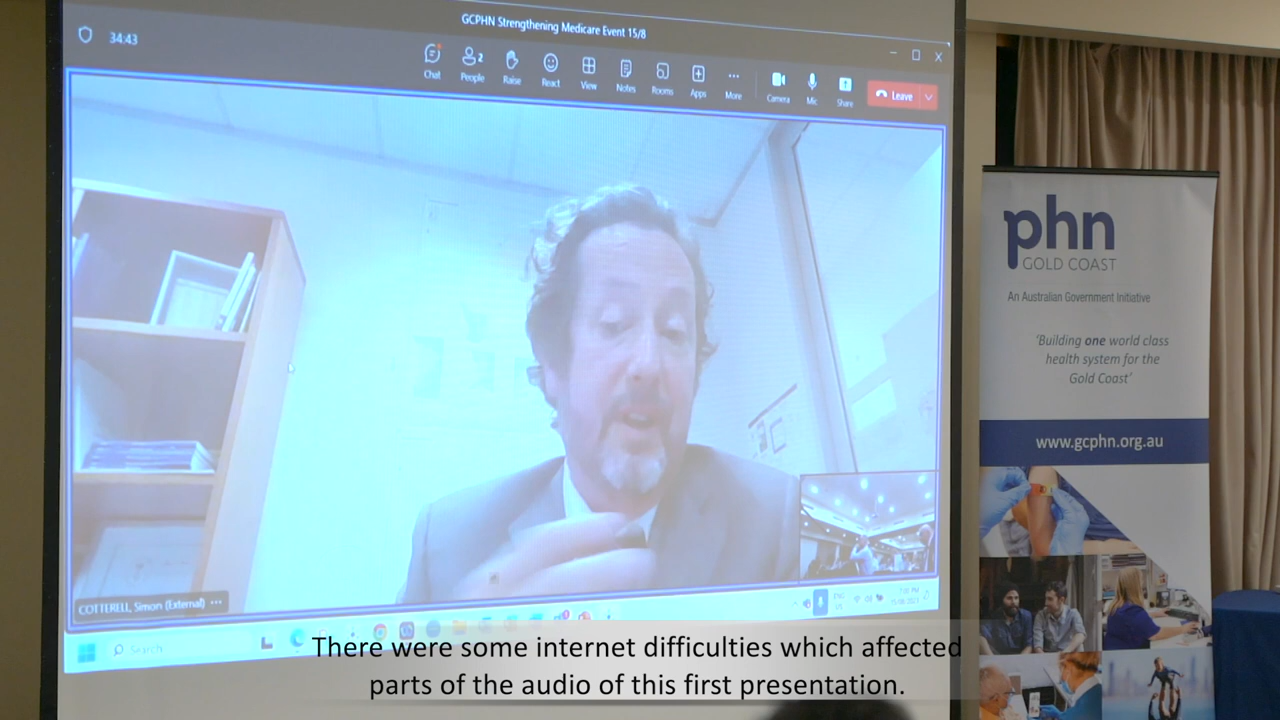 GCPHN Strengthening Medicare Event 15/8
34:43
2
Chat People Raise React View Notes Rooms Apps More Camera Mic Share Leave
COTTERELL, Simon (External)
Search
There were some internet difficulties which affected
parts of the audio of this first presentation.
phn
GOLD COAST
An Australian Government Initiative
'Building one world class
health system for the
Gold Coast'
www.gcphn.org.au